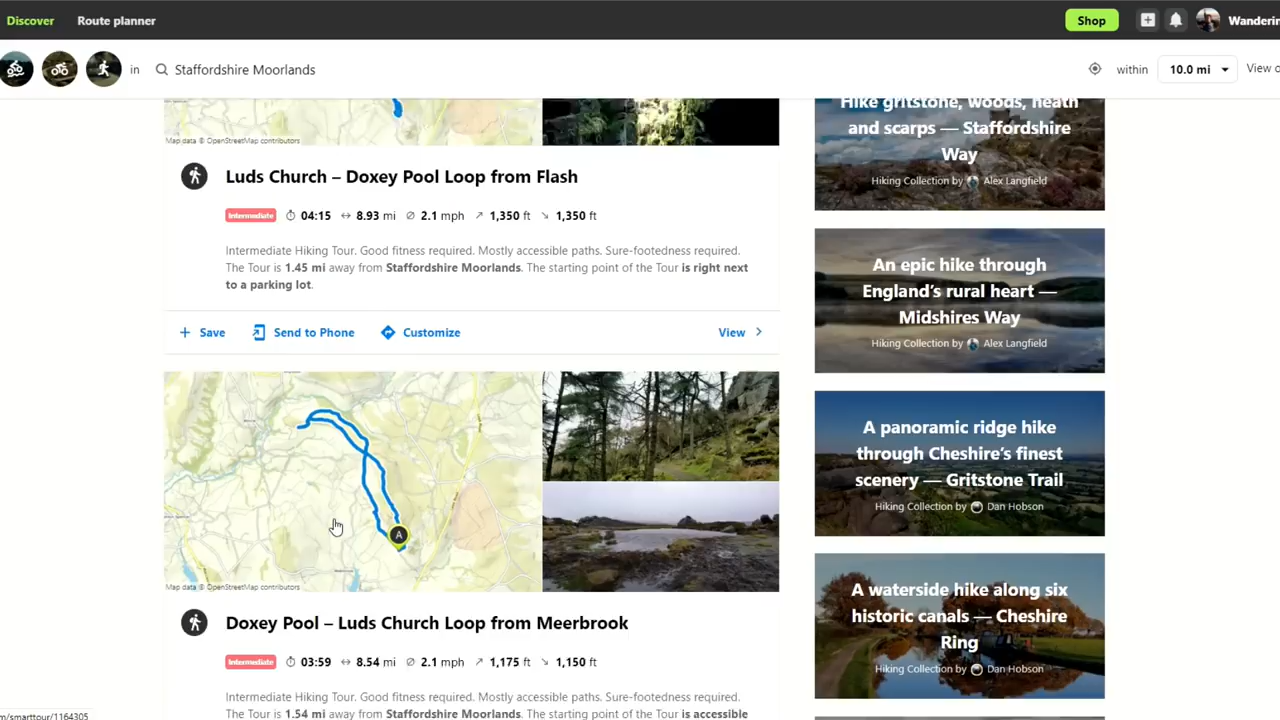 Discover Route planner Shop
in Staffordshire Moorlands within 10.0 mi View
Map data © OpenStreetMap contributors
Luds Church – Doxey Pool Loop from Flash
Intermediate 04:15 8.93 mi 2.1 mph 1,350 ft 1,350 ft
Intermediate Hiking Tour. Good fitness required. Mostly accessible paths. Sure-footedness required.
The Tour is 1.45 mi away from Staffordshire Moorlands. The starting point of the Tour is right next
to a parking lot.
Save Send to Phone Customize View
A
Map data © OpenStreetMap contributors
Doxey Pool – Luds Church Loop from Meerbrook
Intermediate 03:59 8.54 mi 2.1 mph 1,175 ft 1,150 ft
Intermediate Hiking Tour. Good fitness required. Mostly accessible paths. Sure-footedness required.
The Tour is 1.54 mi away from Staffordshire Moorlands. The starting point of the Tour is accessible
m/smarttour/1164305
Hike gritstone, woods, heath
and scarps — Staffordshire
Way
Hiking Collection by Alex Langfield
An epic hike through
England's rural heart —
Midshires Way
Hiking Collection by Alex Langfield
A panoramic ridge hike
through Cheshire's finest
scenery — Gritstone Trail
Hiking Collection by Dan Hobson
A waterside hike along six
historic canals — Cheshire
Ring
Hiking Collection by Dan Hobson